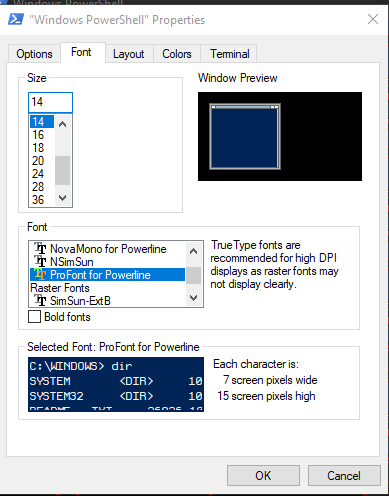 Windows PowerShell
"Windows PowerShell" Properties
Options
Font
Layout
Colors
Terminal
Size
14
14
16
18
20
24
28
36
Window Preview
Font
NovaMono for Powerline
NSimSun
ProFont for Powerline
Raster Fonts
SimSun-ExtB
TrueType fonts are
recommended for high DPI
displays as raster fonts may
not display clearly.
Bold fonts
Selected Font: ProFont for Powerline
C:\WINDOWS> dir
SYSTEM <DIR> 10
SYSTEM32 <DIR> 10
README TXT 26926 10
Each character is:
7 screen pixels wide
15 screen pixels high
OK
Cancel